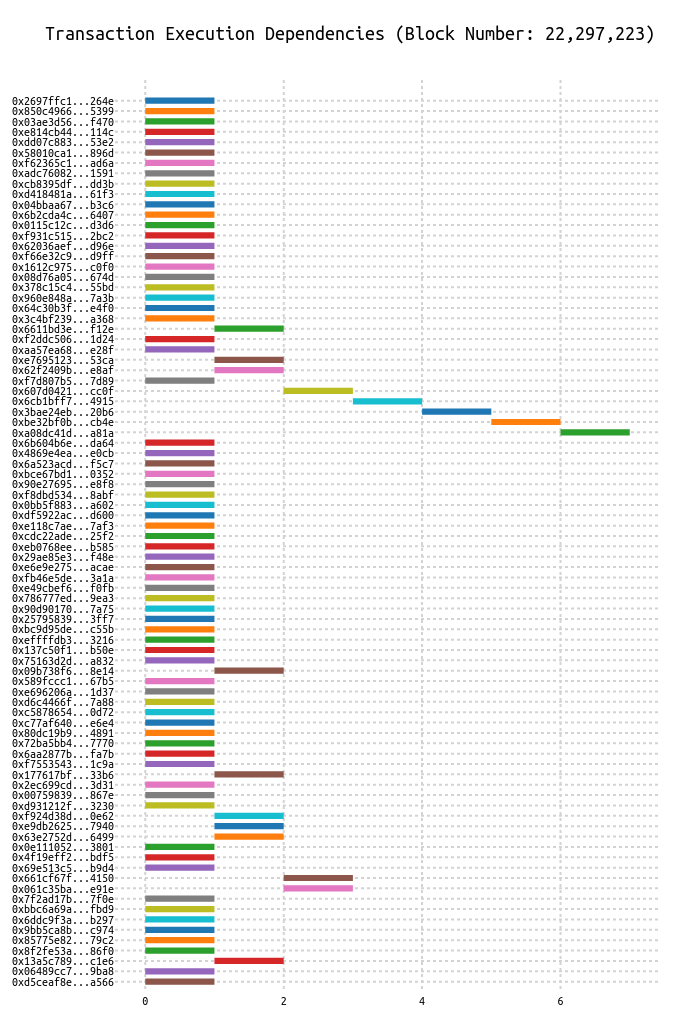 Transaction Execution Dependencies (Block Number: 22,297,223)
0x2697ffc1...264e
0x850c4966...5399
0x03ae3d56...f470
0xe814cb44...114c
0xdd07c883...53e2
0x58010ca1...896d
0xf62365c1...ad6a
0xadc76082...1591
0xcb8395df...dd3b
0xd418481a...61f3
0x04bbaa67...b3c6
0x6b2cda4c...6407
0x0115c12c...d3d6
0xf931c515...2bc2
0x62036aef...d96e
0xf66e32c9...d9ff
0x1612c975...c0f0
0x08d76a05...674d
0x378c15c4...55bd
0x960e848a...7a3b
0x64c30b3f...e4f0
0x3c4bf239...a368
0x6611bd3e...f12e
0xf2ddc506...1d24
0xaa57ea68...e28f
0xe7695123...53ca
0x62f2409b...e8af
0xf7d807b5...7d89
0x607d0421...cc0f
0x6cb1bff7...4915
0x3bae24eb...20b6
0xbe32bf0b...cb4e
0xa08dc41d...a81a
0x6b604b6e...da64
0x4869e4ea...e0cb
0x6a523acd...f5c7
0xbce67bd1...0352
0x90e27695...e8f8
0xf8dbd534...8abf
0x0bb5f883...a602
0xdf5922ac...d600
0xe118c7ae...7af3
0xcdc22ade...25f2
0xeb0768ee...b585
0x29ae85e3...f48e
0xe6e9e275...acae
0xfb46e5de...3a1a
0xe49cbef6...f0fb
0x786777ed...9ea3
0x90d90170...7a75
0x25795839...3ff7
0xbc9d95de...c55b
0xeffffdb3...3216
0x137c50f1...b50e
0x75163d2d...a832
0x09b738f6...8e14
0x589fccc1...67b5
0xe696206a...1d37
0xd6c4466f...7a88
0xc5878654...0d72
0xc77af640...e6e4
0x80dc19b9...4891
0x72ba5bb4...7770
0x6aa2877b...fa7b
0xf7553543...1c9a
0x177617bf...33b6
0x2ec699cd...3d31
0x00759839...867e
0xd931212f...3230
0xf924d38d...0e62
0xe9db2625...7940
0x63e2752d...6499
0x0e111052...3801
0x4f19eff2...bdf5
0x69e513c5...b9d4
0x661cf67f...4150
0x061c35ba...e91e
0x7f2ad17b...7f0e
0xbbc6a69a...fbd9
0x6ddc9f3a...b297
0x9bb5ca8b...c974
0x85775e82...79c2
0x8f2fe53a...86f0
0x13a5c789...c1e6
0x06489cc7...9ba8
0xd5ceaf8e...a566
0 2 4 6